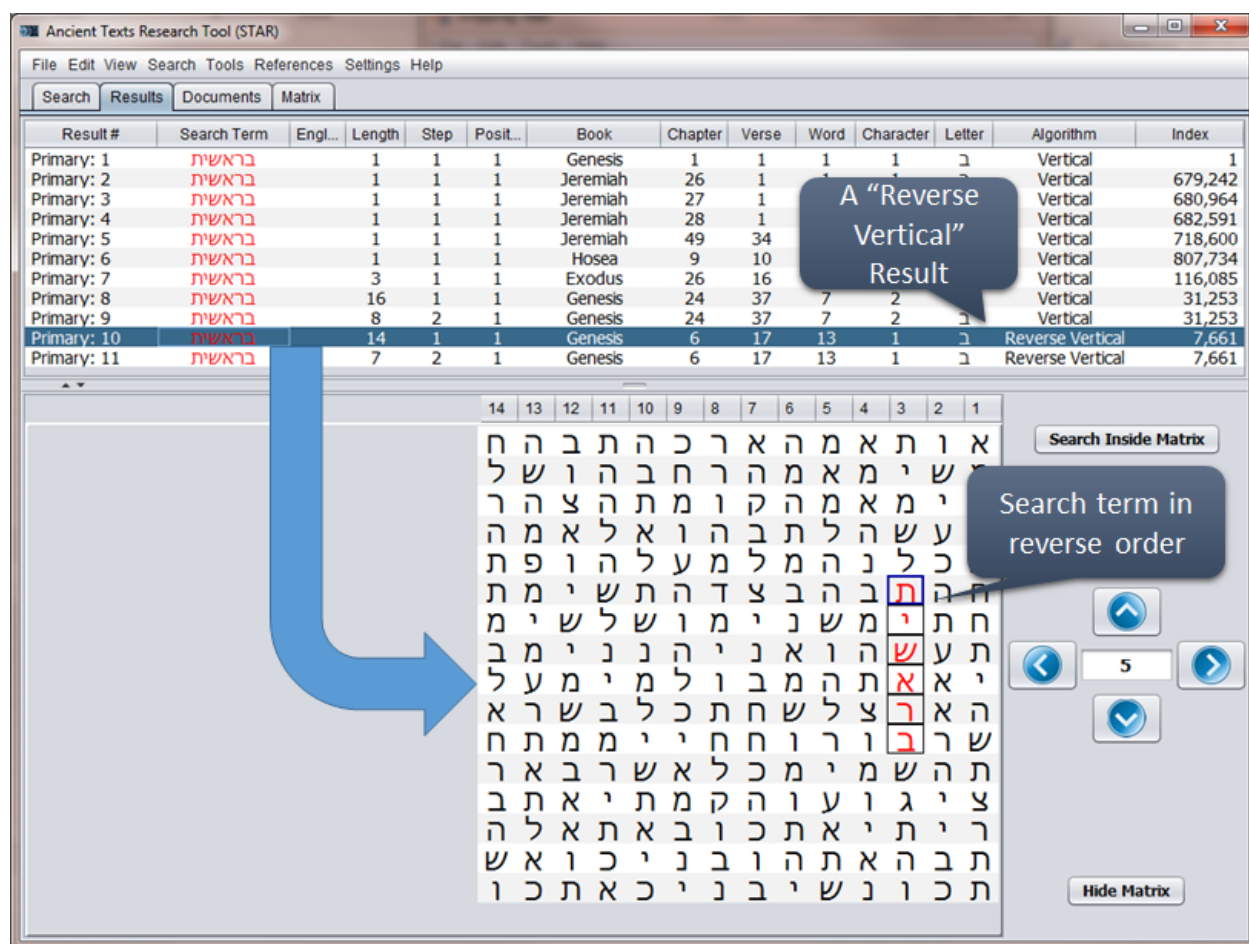 Ancient Texts Research Tool (STAR)
File Edit View Search Tools References Settings Help
Search Results Documents Matrix
Result # Search Term Engl... Length Step Posit... Book Chapter Verse Word Character Letter Algorithm Index
Primary: 1 בראשית 1 1 1 Genesis 1 1 1 1 ב Vertical 1
Primary: 2 בראשית 1 1 1 Jeremiah 26 1 Vertical 679,242
Primary: 3 בראשית 1 1 1 Jeremiah 27 1 Vertical 680,964
Primary: 4 בראשית 1 1 1 Jeremiah 28 1 Vertical 682,591
Primary: 5 בראשית 1 1 1 Jeremiah 49 34 Vertical 718,600
Primary: 6 בראשית 1 1 1 Hosea 9 10 Vertical 807,734
Primary: 7 בראשית 3 1 1 Exodus 26 16 Vertical 116,085
Primary: 8 בראשית 16 1 1 Genesis 24 37 7 2 Vertical 31,253
Primary: 9 בראשית 8 2 1 Genesis 24 37 7 2 ב Vertical 31,253
Primary: 10 בראשית 14 1 1 Genesis 6 17 13 1 ב Reverse Vertical 7,661
Primary: 11 בראשית 7 2 1 Genesis 6 17 13 1 ב Reverse Vertical 7,661
A “Reverse
Vertical”
Result
14 13 12 11 10 9 8 7 6 5 4 3 2 1
א ו ת א מ ה א ר כ ה ת ב ה ח
ש י מ א מ ה ר ח ב ה ו ש ל
י מ א מ ה ק ו מ ת ה צ ה ר
ע ש ה ל ת ב ה ו א ל א מ ה
כ ל נ ה מ ל מ ע ל ה ו פ ת
ח ה ת ב ה ב צ ד ה ת ש י מ ת
ח ת י מ ש נ י מ ו ש ל ש י מ
ת ע ש ה ו א נ י ה נ נ י מ ב
י א א ת ה מ ב ו ל מ י מ ע ל
ה א ר צ ל ש ח ת כ ל ב ש ר א
ש ר ב ו ר ו ח ח י י מ מ ת ח
ת ה ש מ י מ כ ל א ש ר ב א ר
צ י ג ו ע ו ה ק מ ת י א ת ב
ר י ת י א ת כ ו ב א ת א ל ה
ת ב ה א ת ה ו ב נ י כ ו א ש
ת כ ו נ ש י ב נ י כ א ת כ ו
Search Inside Matrix
Search term in
reverse order
5
Hide Matrix